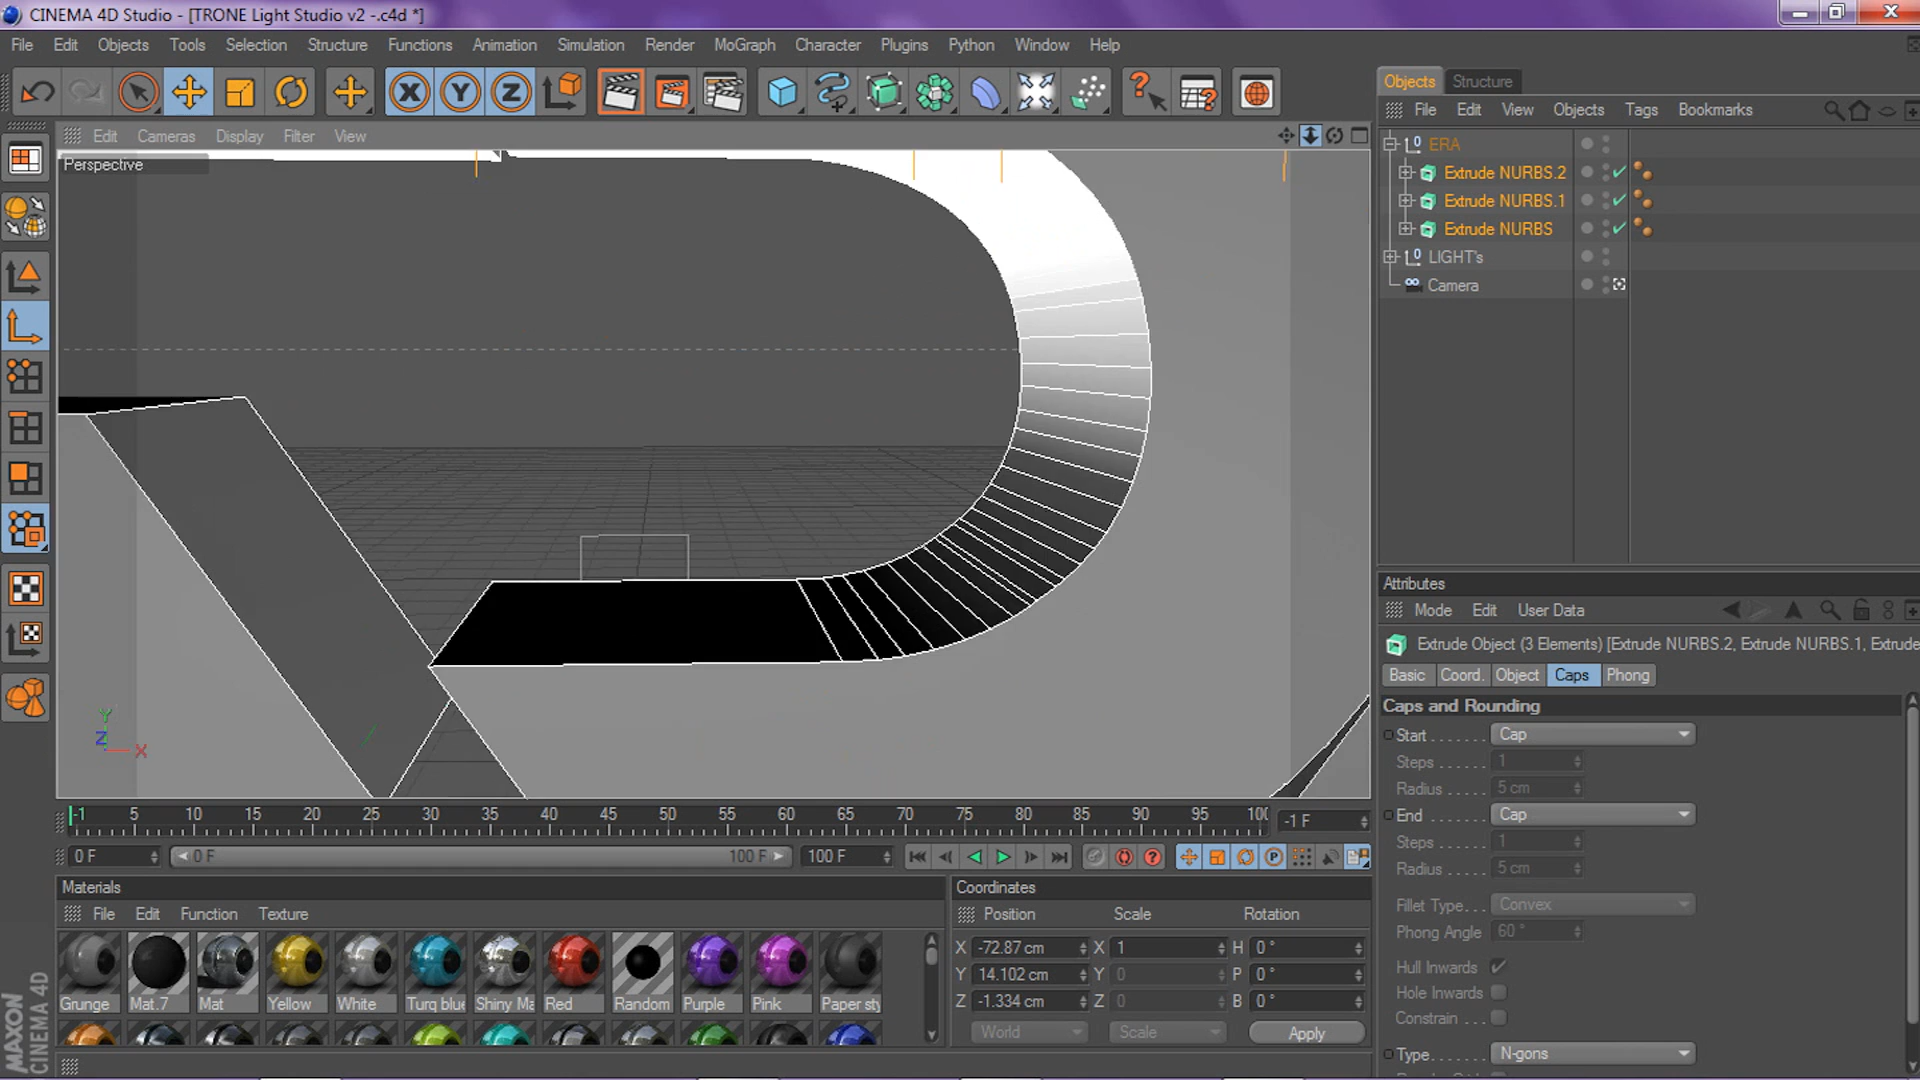 CINEMA 4D Studio - [TRONE Light Studio v2 -.c4d *]
File Edit Objects Tools Selection Structure Functions Animation Simulation Render MoGraph Character Plugins Python Window Help
X Y Z
Edit Cameras Display Filter View
Perspective
Y
Z
X
Objects Structure
File Edit View Objects Tags Bookmarks
ERA
Extrude NURBS.2
Extrude NURBS.1
Extrude NURBS
LIGHT's
Camera
Attributes
Mode Edit User Data
Extrude Object (3 Elements) [Extrude NURBS.2, Extrude NURBS.1, Extrude
Basic Coord. Object Caps Phong
Caps and Rounding
Start Cap
Steps 1
Radius 5 cm
End Cap
Steps 1
Radius 5 cm
Fillet Type Convex
Phong Angle 60 °
Hull Inwards
Hole Inwards
Constrain
Type N-gons
-1 5 10 15 20 25 30 35 40 45 50 55 60 65 70 75 80 85 90 95 100 -1 F
0 F 0 F 100 F 100 F
Materials
File Edit Function Texture
Grunge Mat.7 Mat Yellow White Turq blue Shiny Ma Red Random Purple Pink Paper sty
Coordinates
Position Scale Rotation
X -72.87 cm X 1 H 0 °
Y 14.102 cm Y 0 P 0 °
Z -1.334 cm Z 0 B 0 °
World Scale Apply
MAXON
CINEMA 4D